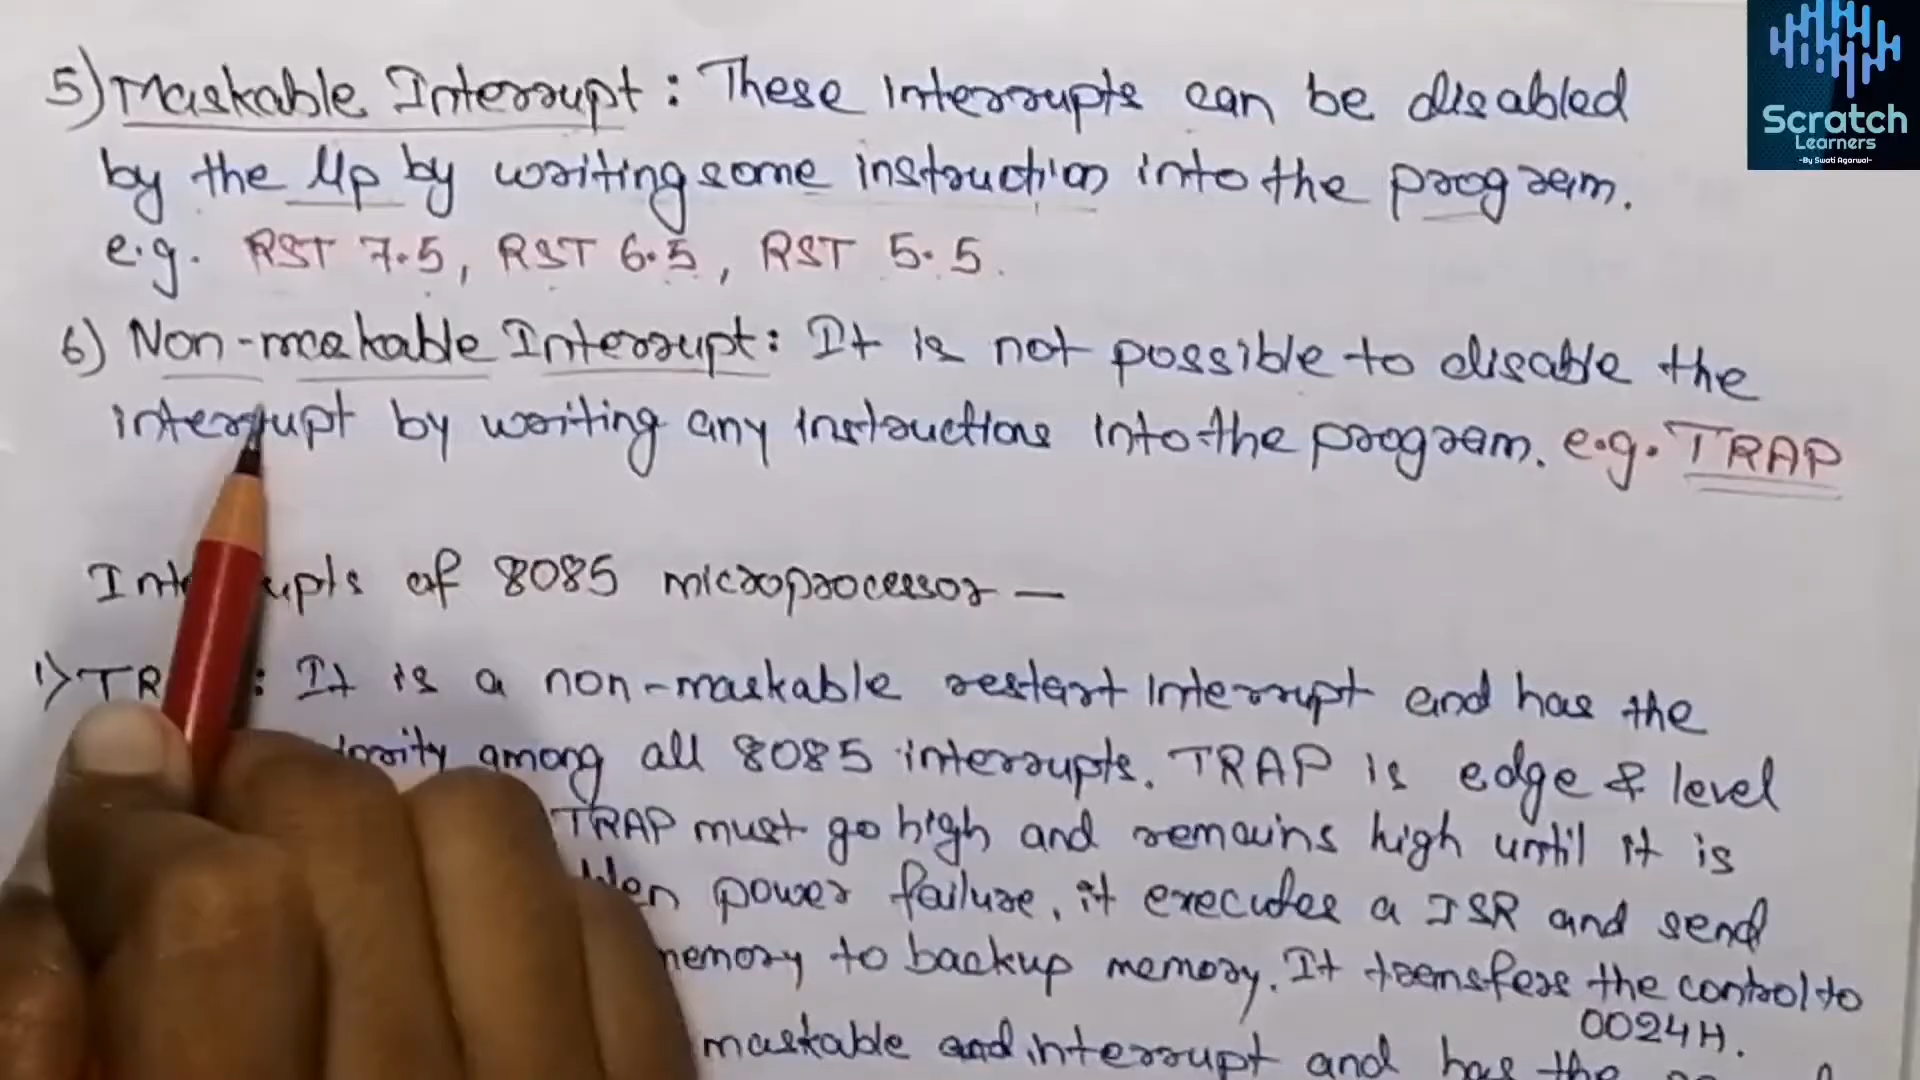 5) Maskable Interrupt : These interrupts can be disabled
by the Mp by writing some instruction into the program.
e.g. RST 7.5, RST 6.5, RST 5.5.
6) Non-makable Interrupt : It is not possible to disable the
interrupt by writing any instructions into the program. e.g. TRAP
of 8085 microprocessor —
1) : It is a non-maskable restart interrupt and has the
among all 8085 interrupts. TRAP is edge & level
TRAP must go high and remains high until it is
power failure, it executes a ISR and send
memory to backup memory. It transfers the control to
0024H.
maskable and interrupt and has the
Scratch
Learners
-By Swati Agarwal-